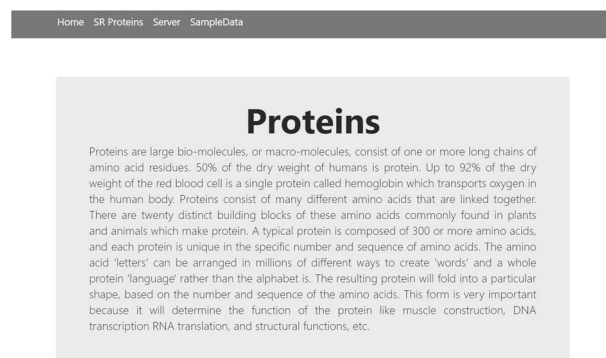 Home SR Proteins Server SampleData
Proteins
Proteins are large bio-molecules, or macro-molecules, consist of one or more long chains of
amino acid residues. 50% of the dry weight of humans is protein. Up to 92% of the dry
weight of the red blood cell is a single protein called hemoglobin which transports oxygen in
the human body. Proteins consist of many different amino acids that are linked together.
There are twenty distinct building blocks of these amino acids commonly found in plants
and animals which make protein. A typical protein is composed of 300 or more amino acids,
and each protein is unique in the specific number and sequence of amino acids. The amino
acid 'letters' can be arranged in millions of different ways to create 'words' and a whole
protein 'language' rather than the alphabet is. The resulting protein will fold into a particular
shape, based on the number and sequence of the amino acids. This form is very important
because it will determine the function of the protein like muscle construction, DNA
transcription RNA translation, and structural functions, etc.